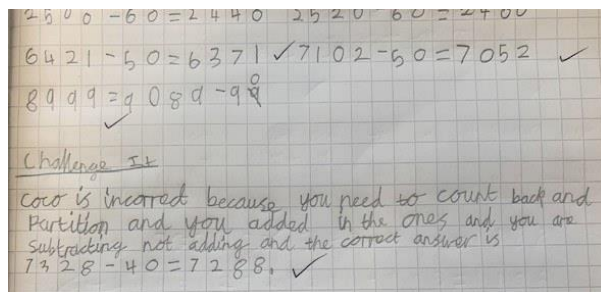 2500-60=2440 2520-60=2460
6421-50=6371 ✓ 7102-50=7052 ✓
8999=9089-90
✓
Challenge It
Coco is incorrect because you need to count back and
Partition and you added in the ones and you are
Subtracting not adding and the correct answer is
7328-40=7288. ✓